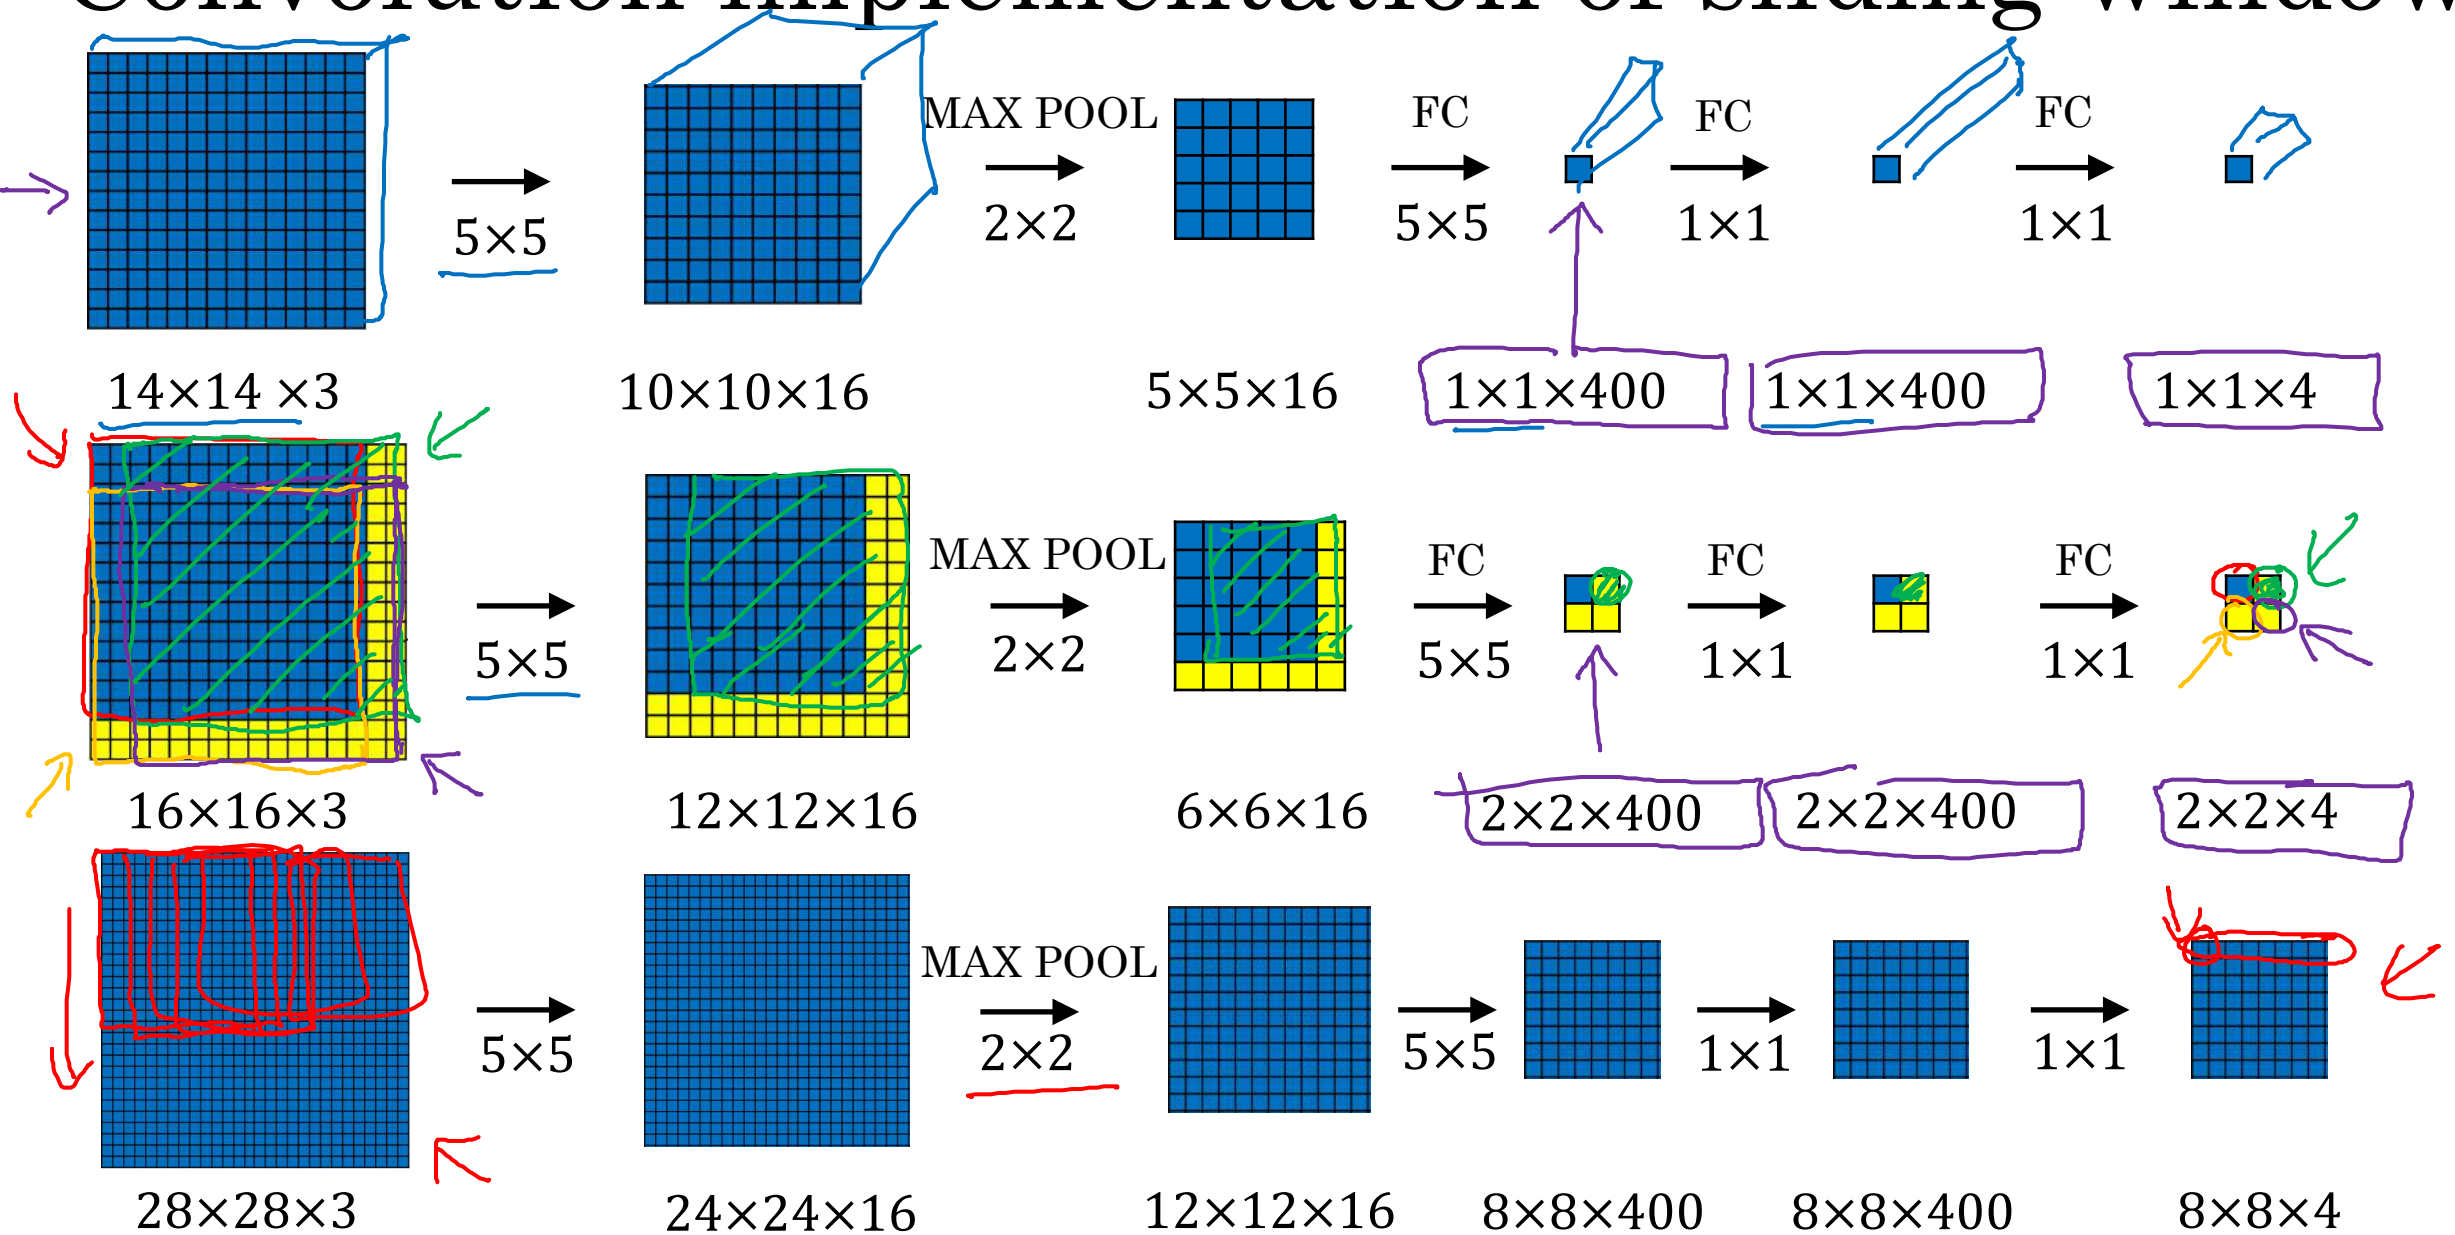 Convolution implementation of sliding window
MAX POOL FC FC FC
5×5 2×2 5×5 1×1 1×1
14×14 ×3 10×10×16 5×5×16 1×1×400 1×1×400 1×1×4
MAX POOL FC FC FC
5×5 2×2 5×5 1×1 1×1
16×16×3 12×12×16 6×6×16 2×2×400 2×2×400 2×2×4
MAX POOL
5×5 2×2 5×5 1×1 1×1
28×28×3 24×24×16 12×12×16 8×8×400 8×8×400 8×8×4